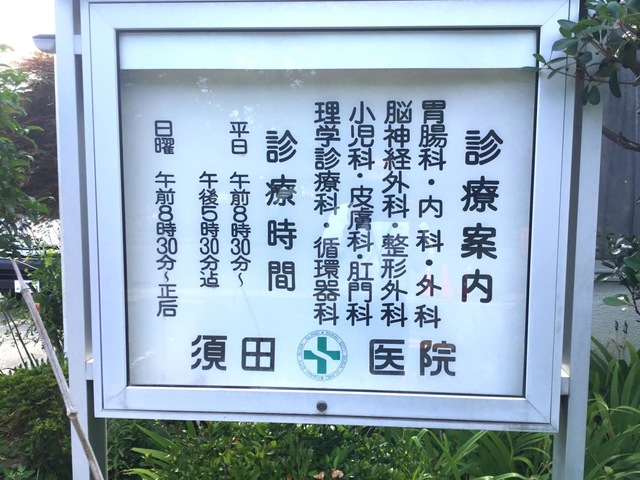 診療案内
胃腸科・内科・外科
脳神経外科・整形外科
小児科・皮膚科・肛門科
理学診療科・循環器科
診療時間
平日 午前8時30分～
午後5時30分迠
日曜 午前8時30分～正后
須田 医院